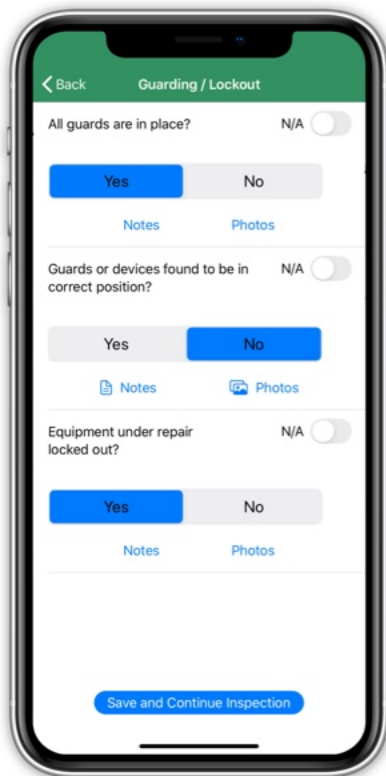 Back Guarding / Lockout
All guards are in place? N/A
Yes No
Notes Photos
Guards or devices found to be in N/A
correct position?
Yes No
Notes Photos
Equipment under repair N/A
locked out?
Yes No
Notes Photos
Save and Continue Inspection